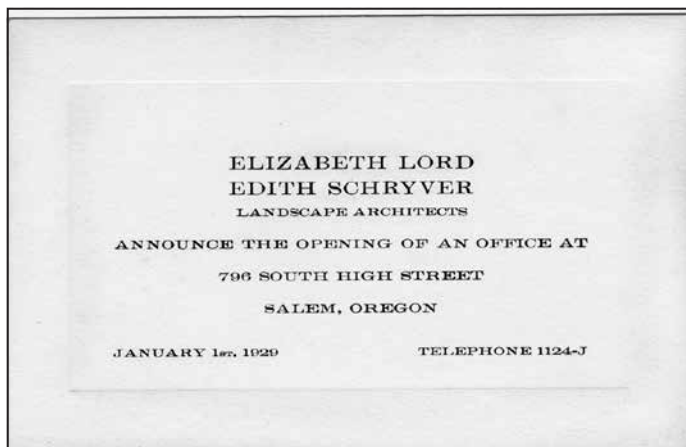 ELIZABETH LORD
EDITH SCHRYVER
LANDSCAPE ARCHITECTS
ANNOUNCE THE OPENING OF AN OFFICE AT
796 SOUTH HIGH STREET
SALEM, OREGON
JANUARY 1ST, 1929 TELEPHONE 1124-J